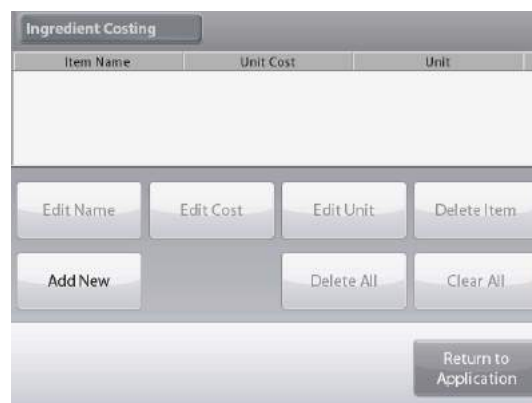 Ingredient Costing
Item Name Unit Cost Unit
Edit Name Edit Cost Edit Unit Delete Item
Add New Delete All Clear All
Return to
Application